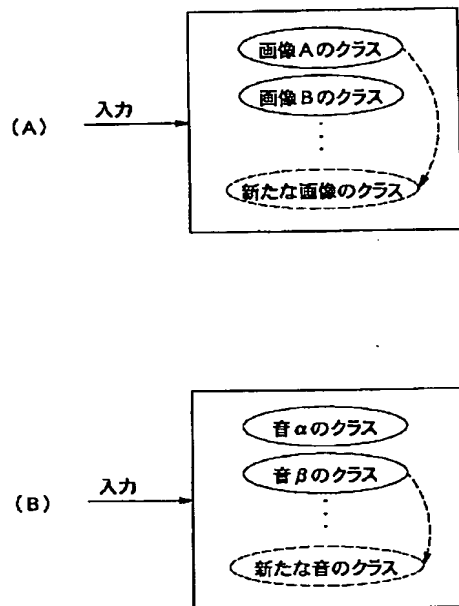 画像Aのクラス
入力
画像Bのクラス
(A)
新たな画像のクラス
音αのクラス
入力
音βのクラス
(B)
新たな音のクラス